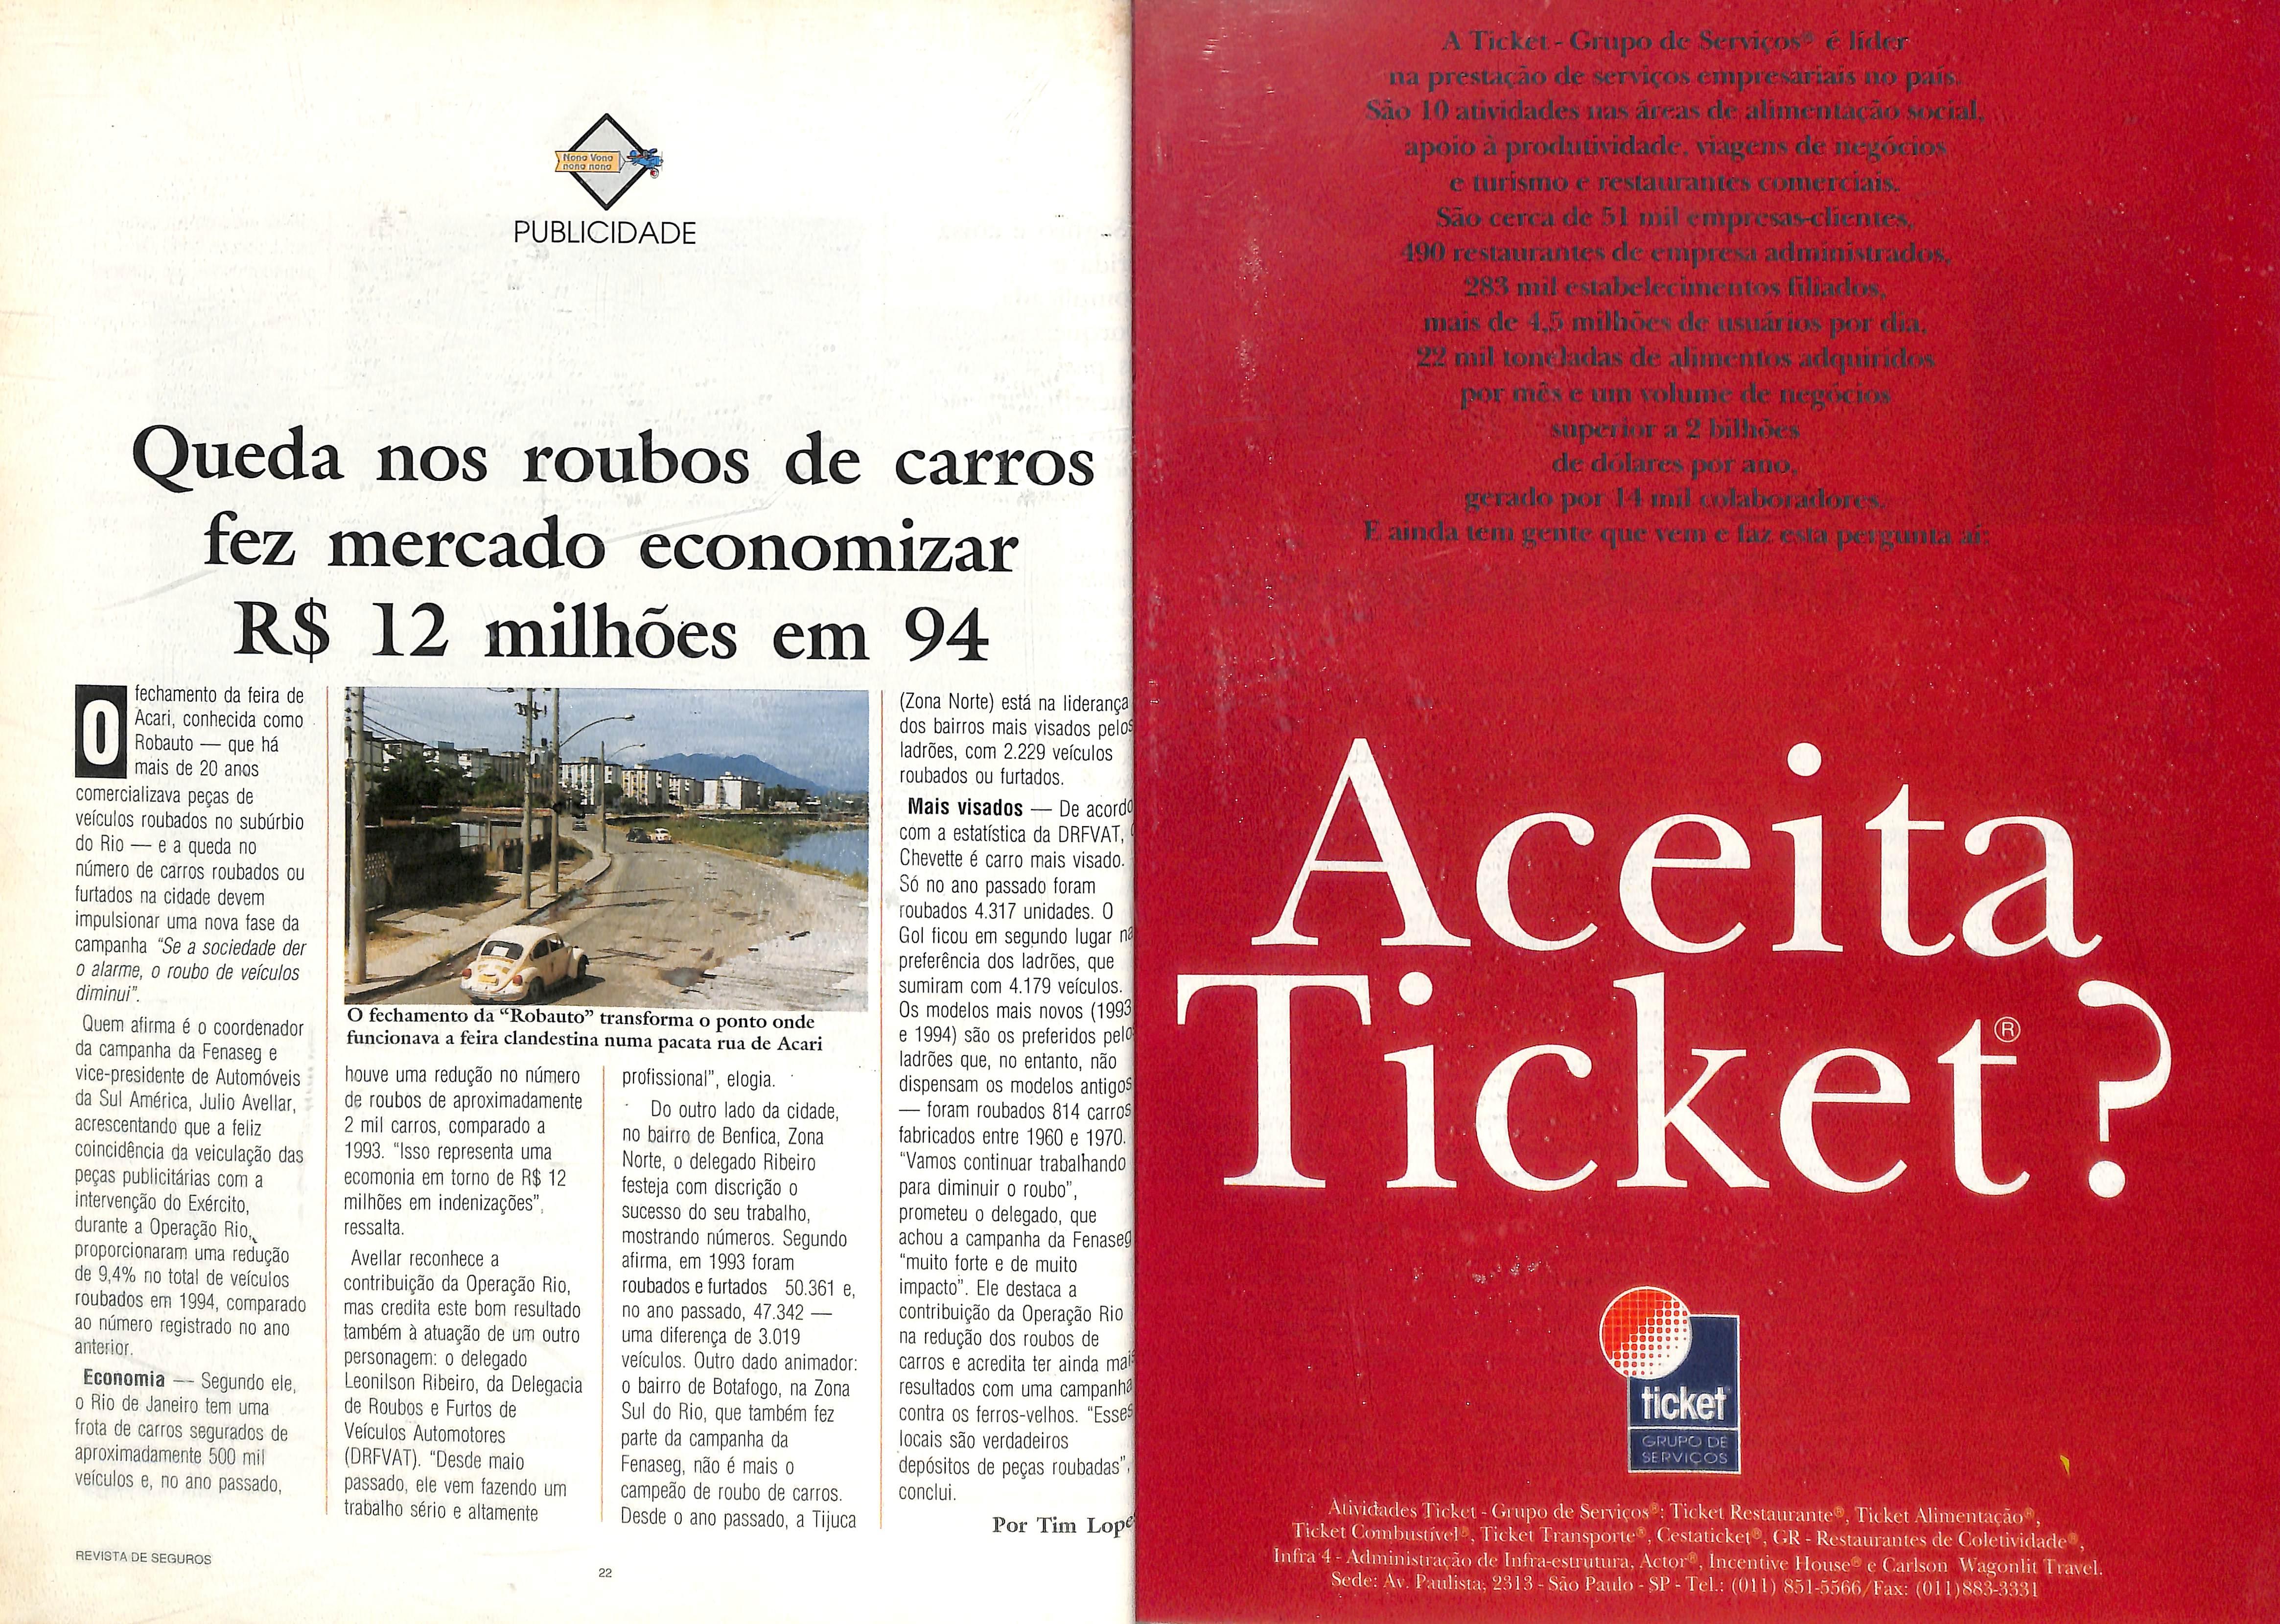 Nono Vono
nono nono
PUBLICIDADE
Queda nos roubos de carros
fez mercado economizar
R$ 12 milhões em 94
O fechamento da feira de
Acari, conhecida como
Robauto — que há
mais de 20 anos
comercializava peças de
veículos roubados no subúrbio
do Rio — e a queda no
número de carros roubados ou
furtados na cidade devem
impulsionar uma nova fase da
campanha "Se a sociedade der
o alarme, o roubo de veículos
diminui".
Quem afirma é o coordenador
da campanha da Fenaseg e
vice-presidente de Automóveis
da Sul América, Julio Avellar,
acrescentando que a feliz
coincidência da veiculação das
peças publicitárias com a
intervenção do Exército,
durante a Operação Rio,
proporcionaram uma redução
de 9,4% no total de veículos
roubados em 1994, comparado
ao número registrado no ano
anterior.
Economia — Segundo ele,
o Rio de Janeiro tem uma
frota de carros segurados de
aproximadamente 500 mil
veículos e, no ano passado,
O fechamento da "Robauto" transforma o ponto onde
funcionava a feira clandestina numa pacata rua de Acari
houve uma redução no número
de roubos de aproximadamente
2 mil carros, comparado a
1993. "Isso representa uma
ecomonia em torno de R$ 12
milhões em indenizações",
ressalta.
Avellar reconhece a
contribuição da Operação Rio,
mas credita este bom resultado
também à atuação de um outro
personagem: o delegado
Leonilson Ribeiro, da Delegacia
de Roubos e Furtos de
Veículos Automotores
(DRFVAT). "Desde maio
passado, ele vem fazendo um
trabalho sério e altamente
profissional", elogia.
Do outro lado da cidade,
no bairro de Benfica, Zona
Norte, o delegado Ribeiro
festeja com discrição o
sucesso do seu trabalho,
mostrando números. Segundo
afirma, em 1993 foram
roubados e furtados 50.361 e,
no ano passado, 47.342 —
uma diferença de 3.019
veículos. Outro dado animador:
o bairro de Botafogo, na Zona
Sul do Rio, que também fez
parte da campanha da
Fenaseg, não é mais o
campeão de roubo de carros.
Desde o ano passado, a Tijuca
(Zona Norte) está na liderança
dos bairros mais visados pelos
ladrões, com 2.229 veículos
roubados ou furtados.
Mais visados — De acordo
com a estatística da DRFVAT,
Chevette é carro mais visado.
Só no ano passado foram
roubados 4.317 unidades. O
Gol ficou em segundo lugar na
preferência dos ladrões, que
sumiram com 4.179 veículos.
Os modelos mais novos (1993
e 1994) são os preferidos pelo
ladrões que, no entanto, não
dispensam os modelos antigos
— foram roubados 814 carros
fabricados entre 1960 e 1970.
"Vamos continuar trabalhando
para diminuir o roubo",
prometeu o delegado, que
achou a campanha da Fenaseg
"muito forte e de muito
impacto". Ele destaca a
contribuição da Operação Rio
na redução dos roubos de
carros e acredita ter ainda mais
resultados com uma campanha
contra os ferros-velhos. "Esses
locais são verdadeiros
depósitos de peças roubadas",
conclui.
Por Tim Lope
REVISTA DE SEGUROS
22
A Ticket - Grupo de Serviços® é líder
na prestação de serviços empresariais no país.
São 10 atividades nas áreas de alimentação social,
apoio à produtividade, viagens de negócios
e turismo e restaurantes comerciais.
São cerca de 51 mil empresas-clientes,
490 restaurantes de empresa administrados,
283 mil estabelecimentos filiados,
mais de 4,5 milhões de usuários por dia,
22 mil toneladas de alimentos adquiridos
por mês e um volume de negócios
superior a 2 bilhões
de dólares por ano,
gerado por 14 mil colaboradores.
E ainda tem gente que vem e faz esta pergunta aí:
Aceita
Ticket®?
ticket
GRUPO DE
SERVIÇOS
Atividades Ticket - Grupo de Serviços®: Ticket Restaurante®, Ticket Alimentação®,
Ticket Combustível®, Ticket Transporte®, Cestaticket®, GR - Restaurantes de Coletividade®,
Infra 4 - Administração de Infra-estrutura, Actor®, Incentive House® e Carlson Wagonlit Travel.
Sede: Av. Paulista, 2313 - São Paulo - SP - Tel.: (011) 851-5566/Fax: (011)883-3331